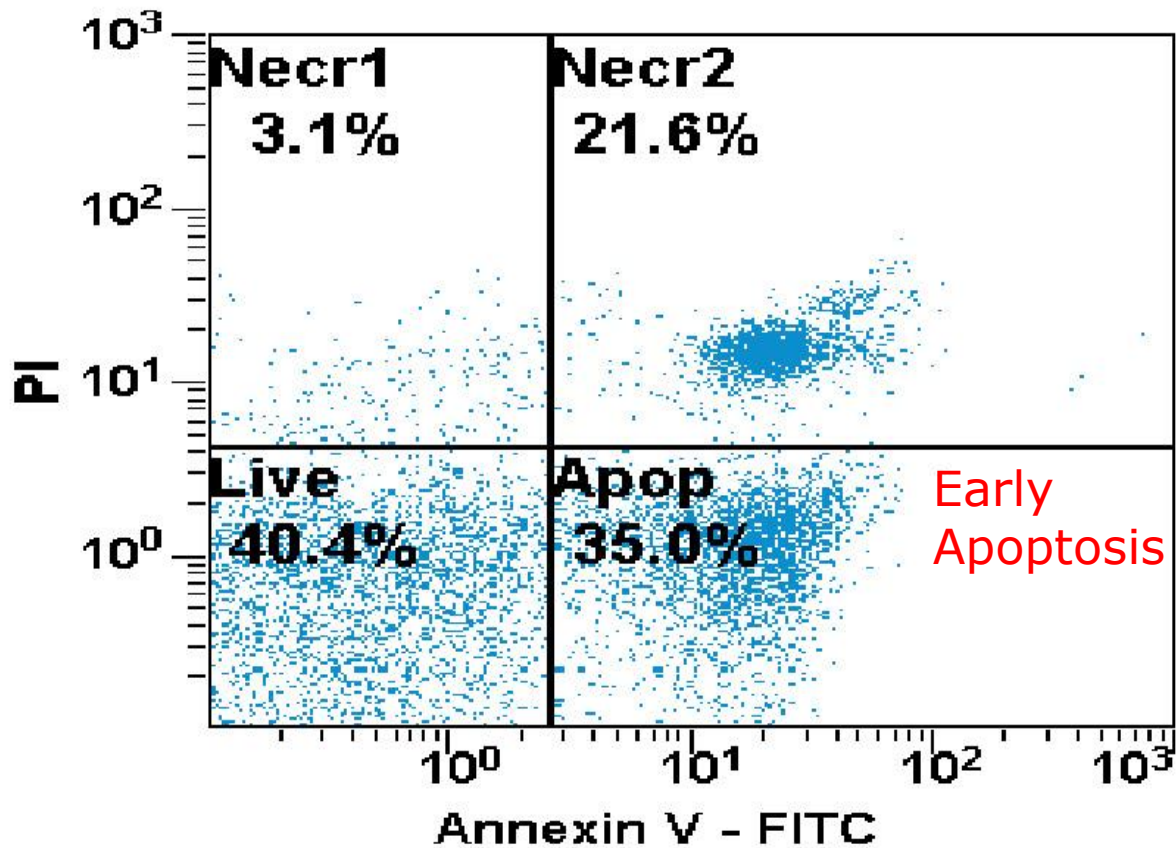 10³
Necr1
3.1%
Necr2
21.6%
10²
PI
10¹
Live
40.4%
Apop
35.0%
Early
Apoptosis
10⁰
10⁰
10¹
10²
10³
Annexin V - FITC